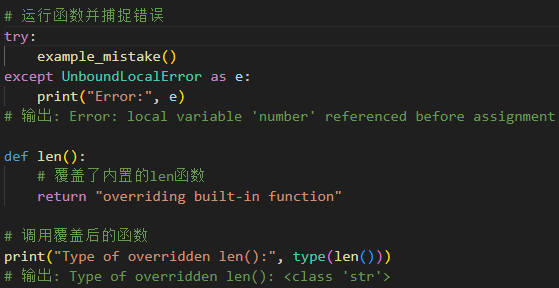 # 运行函数并捕捉错误
try:
    example_mistake()
except UnboundLocalError as e:
    print("Error:", e)
# 输出: Error: local variable 'number' referenced before assignment
def len():
    # 覆盖了内置的len函数
    return "overriding built-in function"
# 调用覆盖后的函数
print("Type of overridden len():", type(len()))
# 输出: Type of overridden len(): <class 'str'>